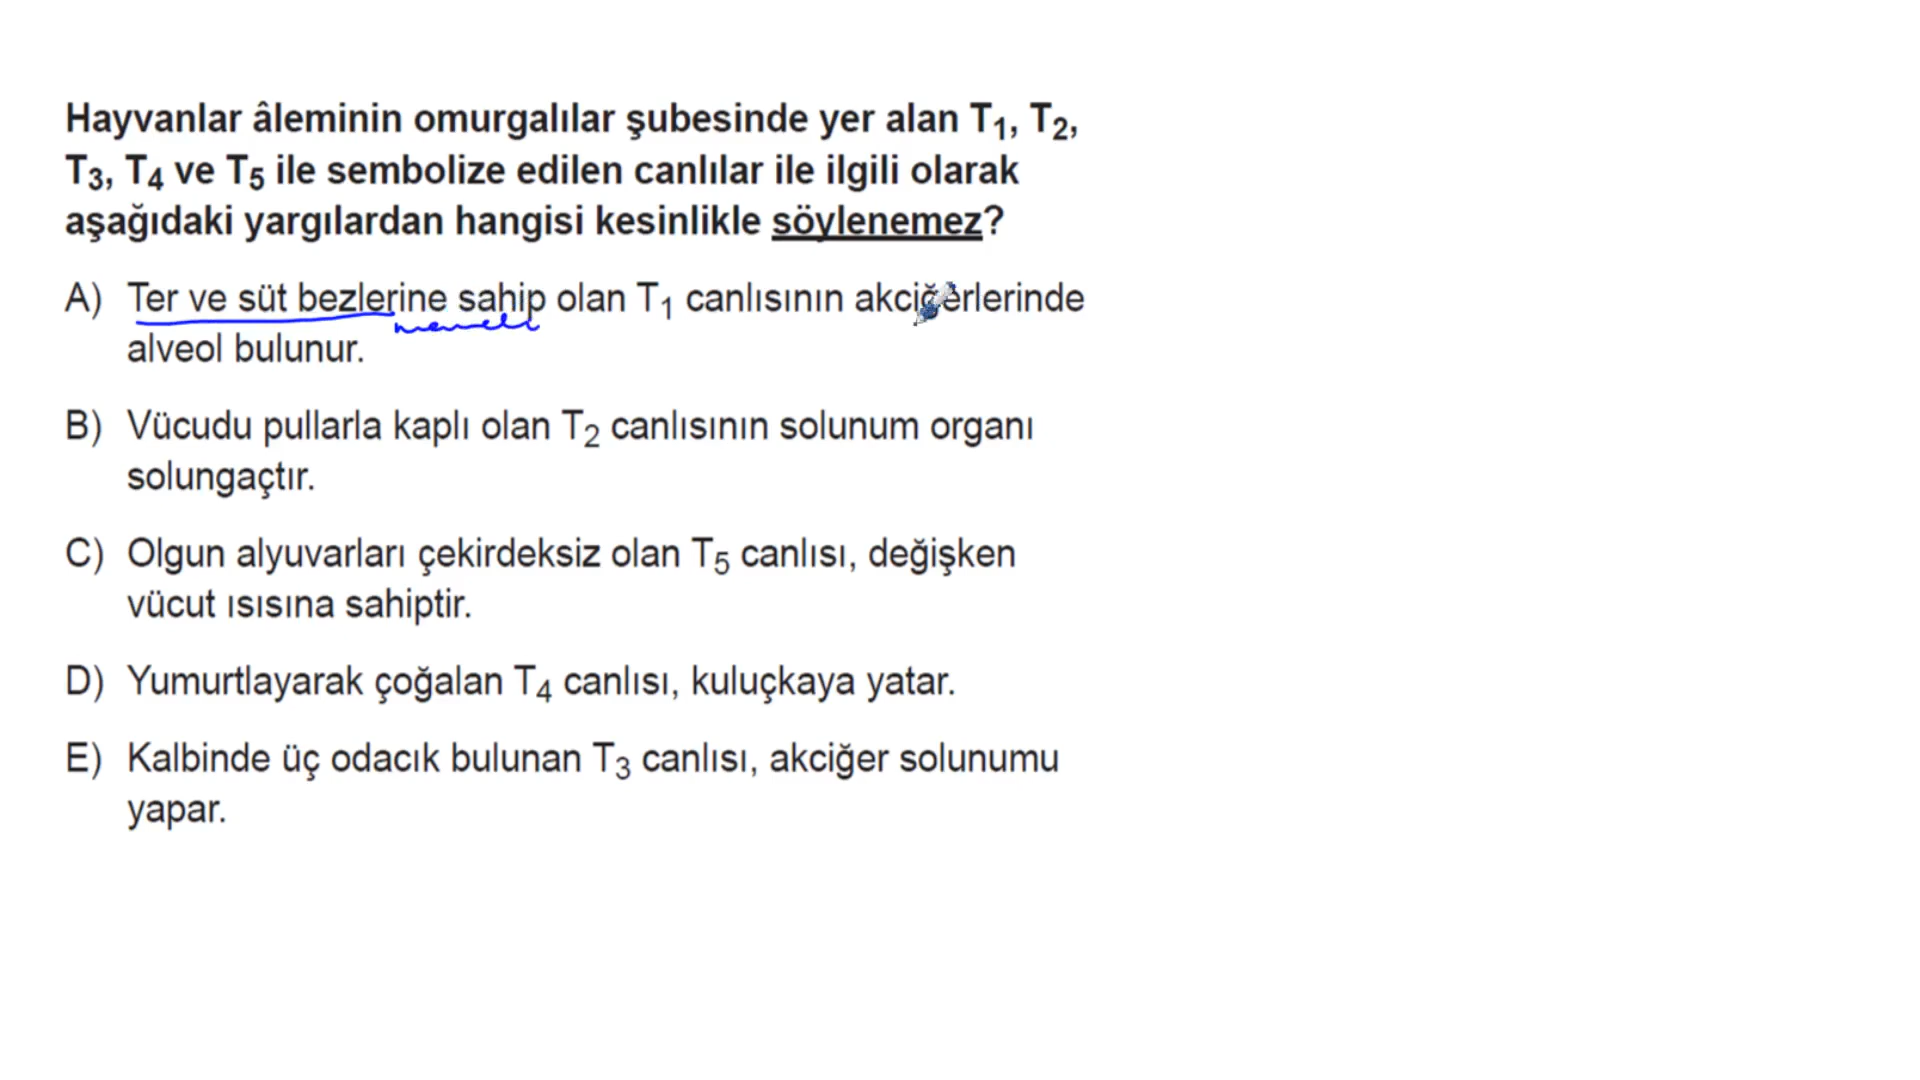 Hayvanlar âleminin omurgalılar şubesinde yer alan T₁, T₂,
T₃, T₄ ve T₅ ile sembolize edilen canlılar ile ilgili olarak
aşağıdaki yargılardan hangisi kesinlikle söylenemez?
A) Ter ve süt bezlerine sahip olan T₁ canlısının akciğerlerinde
memeli
alveol bulunur.
B) Vücudu pullarla kaplı olan T₂ canlısının solunum organı
solungaçtır.
C) Olgun alyuvarları çekirdeksiz olan T₅ canlısı, değişken
vücut ısısına sahiptir.
D) Yumurtlayarak çoğalan T₄ canlısı, kuluçkaya yatar.
E) Kalbinde üç odacık bulunan T₃ canlısı, akciğer solunumu
yapar.